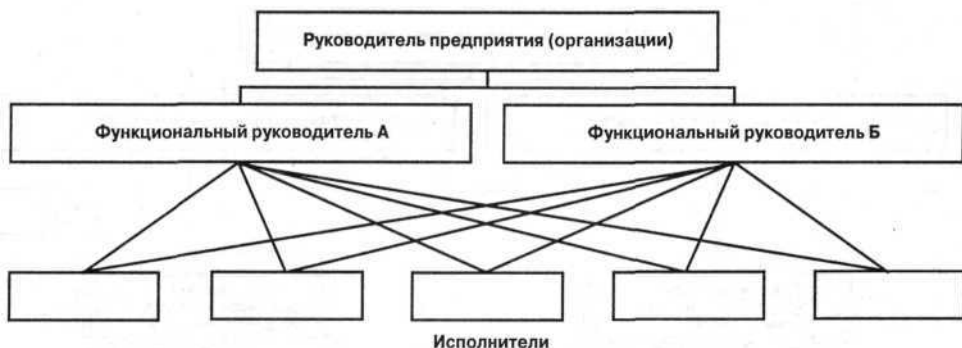 Руководитель предприятия (организации)
Функциональный руководитель А
Функциональный руководитель Б
Исполнители